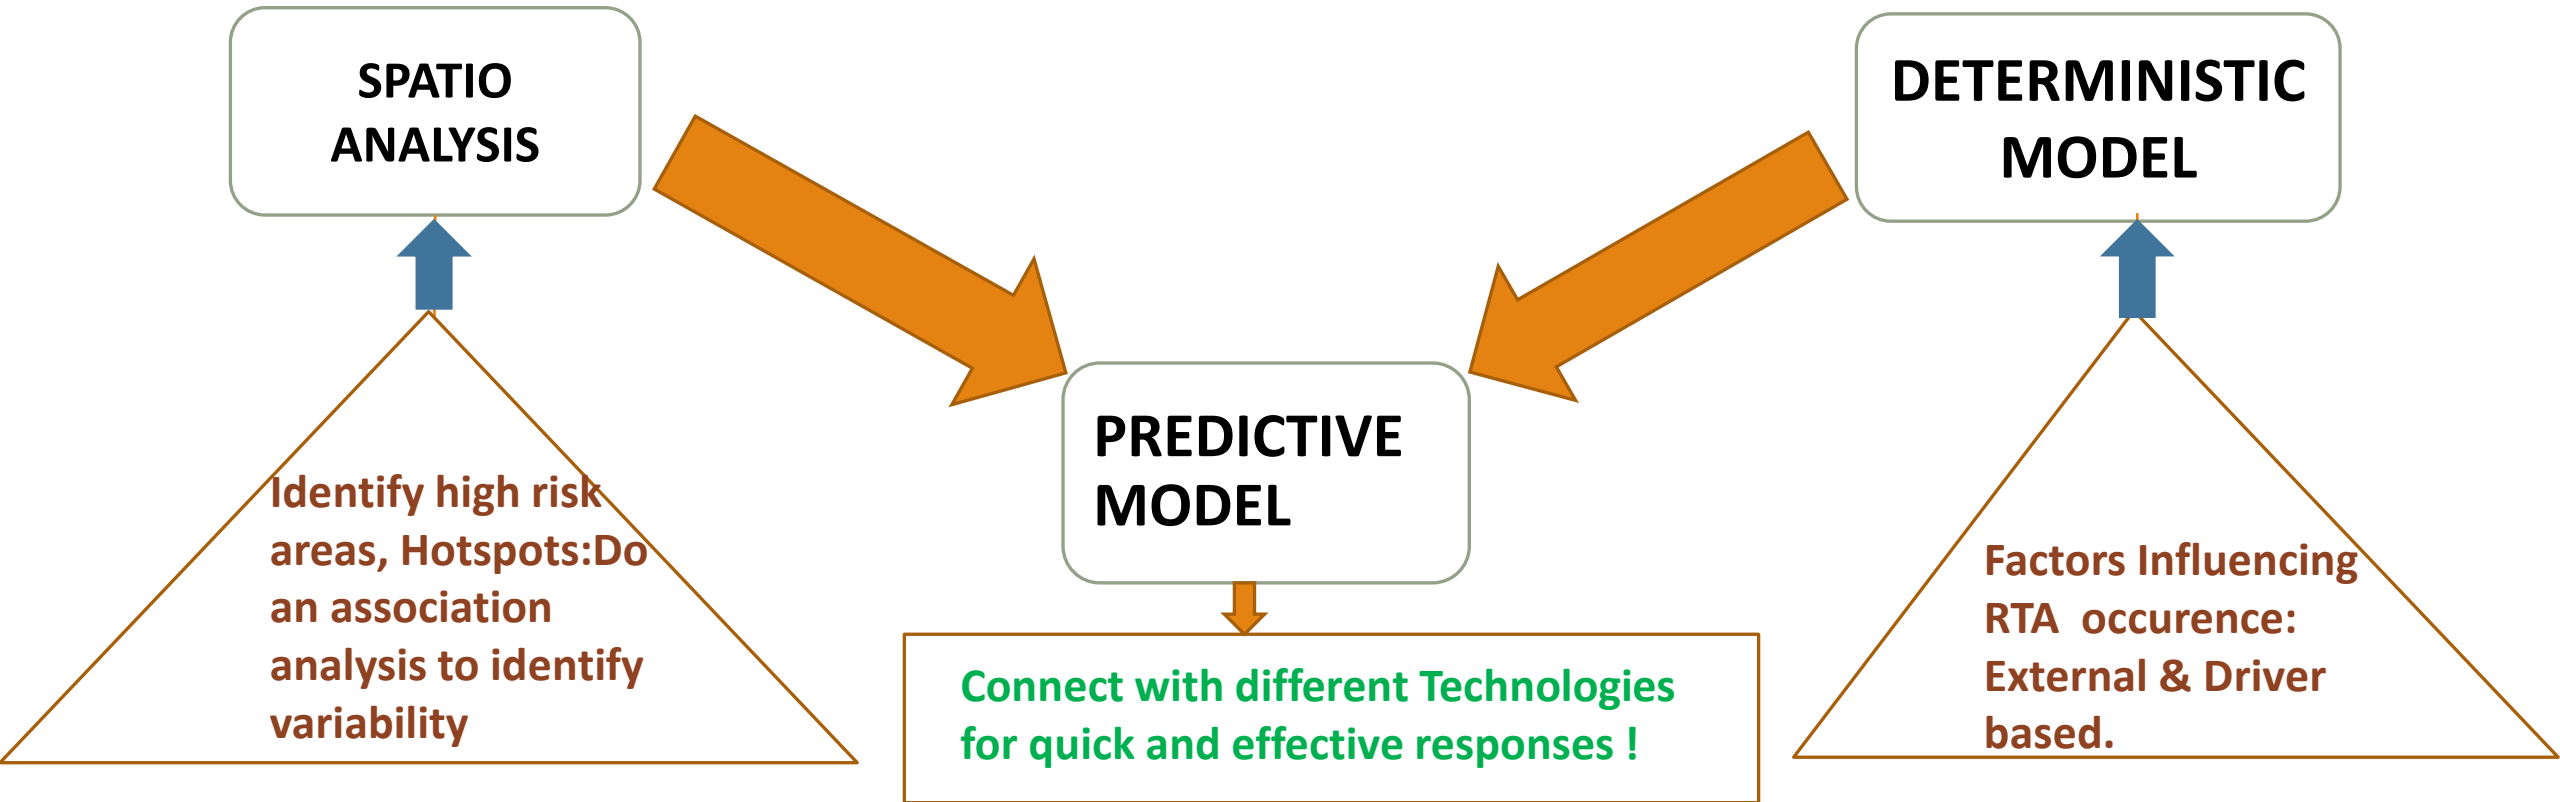 SPATIO
ANALYSIS
DETERMINISTIC
MODEL
PREDICTIVE
MODEL
Identify high risk
areas, Hotspots:Do
an association
analysis to identify
variability
Connect with different Technologies
for quick and effective responses !
Factors Influencing
RTA  occurence:
External & Driver
based.